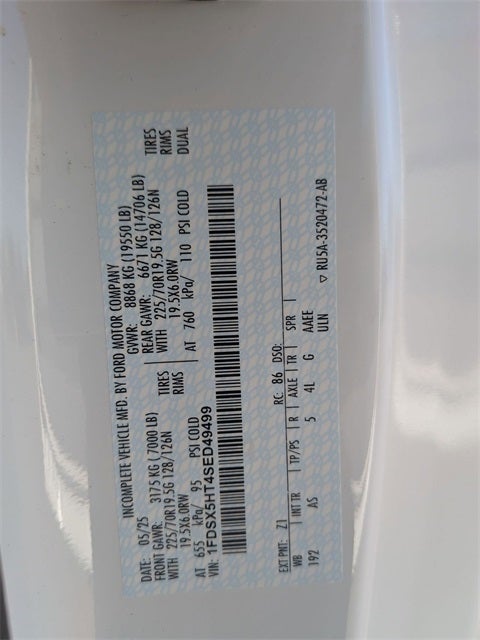 INCOMPLETE VEHICLE MFD. BY FORD MOTOR COMPANY
DATE: 05/25 GVWR: 8868 KG (19550 LB)
FRONT GAWR: 3175 KG (7000 LB) REAR GAWR: 6671 KG (14706 LB)
WITH 225/70R19.5G 128/126N TIRES WITH 225/70R19.5G 128/126N TIRES
19.5X6.0RW RIMS 19.5X6.0RW RIMS
AT 655 kPa/ 95 PSI COLD AT 760 kPa/ 110 PSI COLD DUAL
VIN: 1FDSX5HT4SED49499
EXT PNT: Z1 RC: 86 DSO:
WB INT TR TP/PS R AXLE TR SPR
192 AS 5 4L G AAEE
ULN
▽ RU5A-3520472-AB